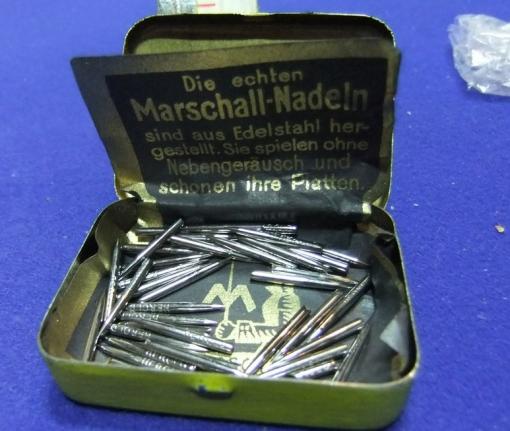 Die echten
Marschall-Nadeln
sind aus Edelstahl her-
gestellt. Sie spielen ohne
Nebengeräusch und
schonen ihre Platten.